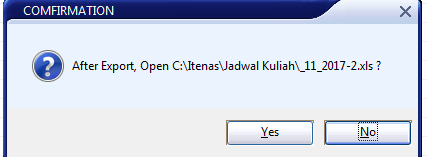 COMFIRMATION
After Export, Open C:\Itenas\Jadwal Kuliah\_11_2017-2.xls ?
Yes No